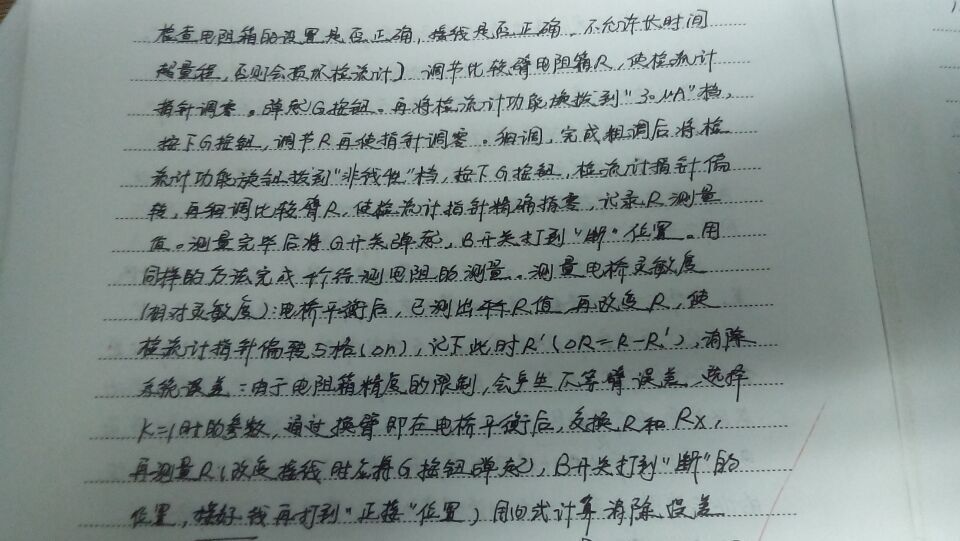 检查电阻箱的设置是否正确,接线是否正确,不允许长时间
超量程,否则会损坏检流计】 调节比较臂电阻箱R,使检流计
指针调零。弹起G按钮。再将检流计功能旋拨到“30μA”档,
按下G按钮,调节R再使指针调零。细调,完成粗调后将检
流计功能旋钮拨到“非线性”档,按下G按钮,检流计指针偏
转,再细调比较臂R,使检流计指针精确指零,记录R测量
值。测量完毕后将G开关弹起,B开关打到“断”位置。用
同样的方法完成4个待测电阻的测量。测量电桥灵敏度
(相对灵敏度):电桥平衡后,已测出R值,再改变R,使
检流计指针偏转5格(Δn),记下此时R'(ΔR=R-R'),消除
系统误差:由于电阻箱精度的限制,会产生不等臂误差,选择
K=1时的参数,通过换臂即在电桥平衡后,交换R和Rx,
再测量R(改变接线时应将G按钮弹起),B开关打到“断”的
位置,接好线再打到“正接”位置)用回式计算消除误差